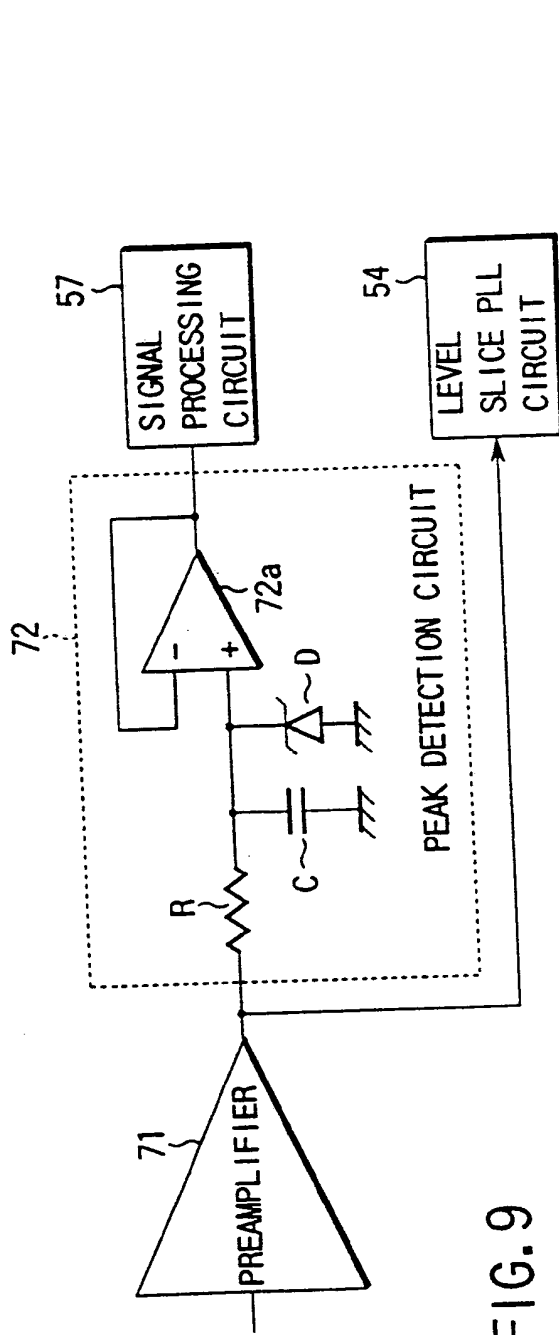 72
71
PREAMPLIFIER
R
C
D
72a
−
+
PEAK DETECTION CIRCUIT
57
SIGNAL
PROCESSING
CIRCUIT
54
LEVEL
SLICE PLL
CIRCUIT
FIG. 9